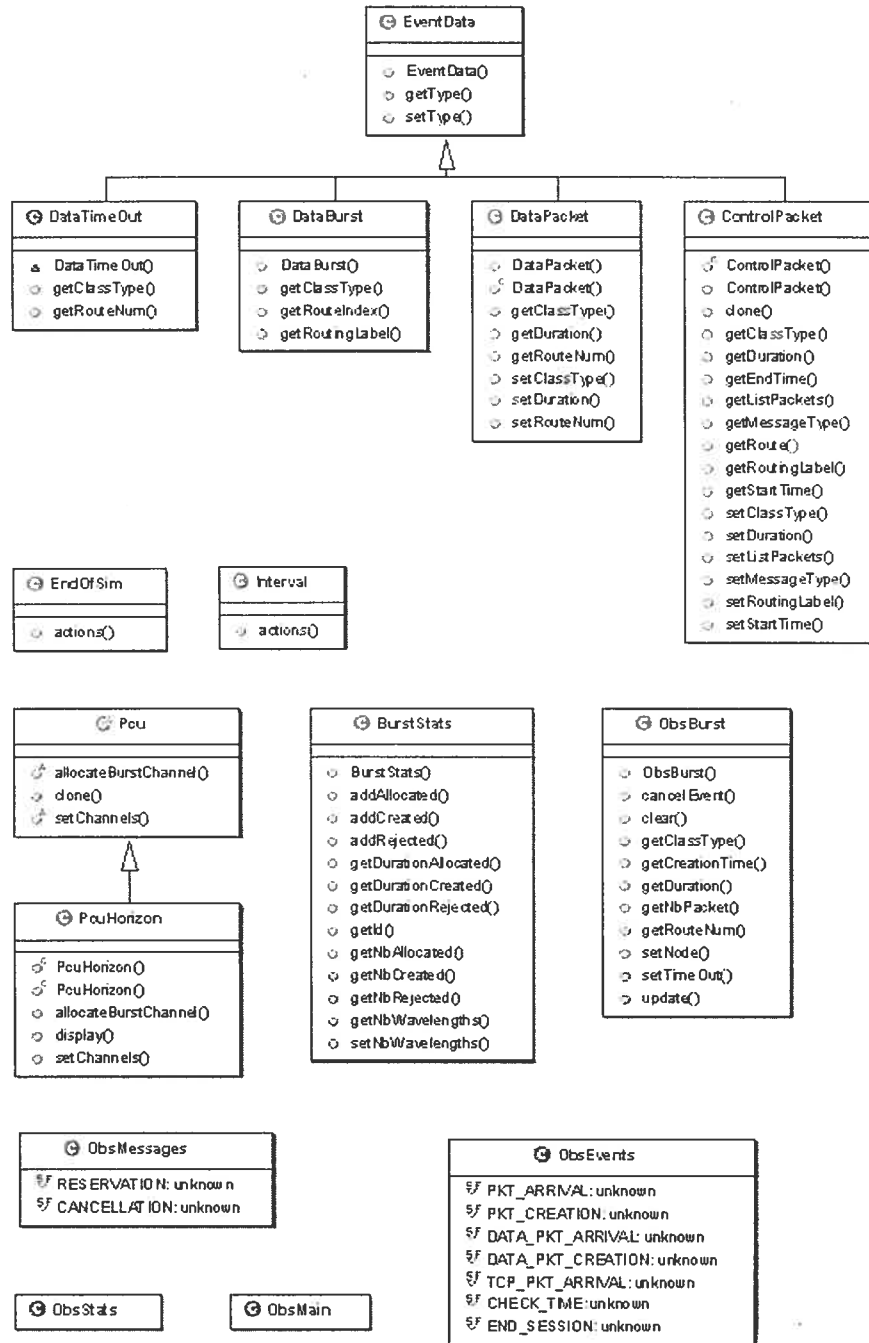 EventData
EventData()
getType()
setType()
DataTimeOut
DataTimeOut()
getClassType()
getRouteNum()
DataBurst
DataBurst()
getClassType()
getRouteIndex()
getRoutingLabel()
DataPacket
DataPacket()
DataPacket()
getClassType()
getDuration()
getRouteNum()
setClassType()
setDuration()
setRouteNum()
ControlPacket
ControlPacket()
ControlPacket()
clone()
getClassType()
getDuration()
getEndTime()
getListPackets()
getMessageType()
getRoute()
getRoutingLabel()
getStartTime()
setClassType()
setDuration()
setListPackets()
setMessageType()
setRoutingLabel()
setStartTime()
EndOfSim
actions()
Interval
actions()
Pcu
allocateBurstChannel()
clone()
setChannels()
PcuHorizon
PcuHorizon()
PcuHorizon()
allocateBurstChannel()
display()
setChannels()
BurstStats
BurstStats()
addAllocated()
addCreated()
addRejected()
getDurationAllocated()
getDurationCreated()
getDurationRejected()
getId()
getNbAllocated()
getNbCreated()
getNbRejected()
getNbWavelengths()
setNbWavelengths()
ObsBurst
ObsBurst()
cancelEvent()
clear()
getClassType()
getCreationTime()
getDuration()
getNbPacket()
getRouteNum()
setNode()
setTimeOut()
update()
ObsMessages
RESERVATION: unknown
CANCELLATION: unknown
ObsEvents
PKT_ARRIVAL: unknown
PKT_CREATION: unknown
DATA_PKT_ARRIVAL: unknown
DATA_PKT_CREATION: unknown
TCP_PKT_ARRIVAL: unknown
CHECK_TIME: unknown
END_SESSION: unknown
ObsStats
ObsMain